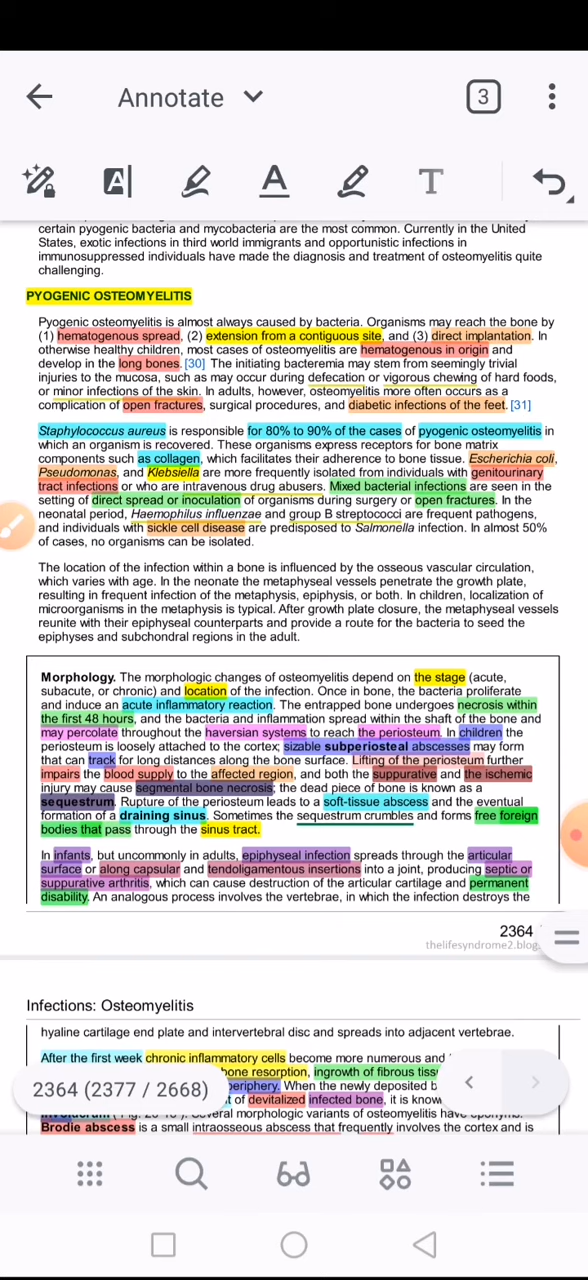 Annotate
3
T
certain pyogenic bacteria and mycobacteria are the most common. Currently in the United
States, exotic infections in third world immigrants and opportunistic infections in
immunosuppressed individuals have made the diagnosis and treatment of osteomyelitis quite
challenging.
PYOGENIC OSTEOMYELITIS
Pyogenic osteomyelitis is almost always caused by bacteria. Organisms may reach the bone by
(1) hematogenous spread, (2) extension from a contiguous site, and (3) direct implantation. In
otherwise healthy children, most cases of osteomyelitis are hematogenous in origin and
develop in the long bones. [30] The initiating bacteremia may stem from seemingly trivial
injuries to the mucosa, such as may occur during defecation or vigorous chewing of hard foods,
or minor infections of the skin. In adults, however, osteomyelitis more often occurs as a
complication of open fractures, surgical procedures, and diabetic infections of the feet. [31]
Staphylococcus aureus is responsible for 80% to 90% of the cases of pyogenic osteomyelitis in
which an organism is recovered. These organisms express receptors for bone matrix
components such as collagen, which facilitates their adherence to bone tissue. Escherichia coli,
Pseudomonas, and Klebsiella are more frequently isolated from individuals with genitourinary
tract infections or who are intravenous drug abusers. Mixed bacterial infections are seen in the
setting of direct spread or inoculation of organisms during surgery or open fractures. In the
neonatal period, Haemophilus influenzae and group B streptococci are frequent pathogens,
and individuals with sickle cell disease are predisposed to Salmonella infection. In almost 50%
of cases, no organisms can be isolated.
The location of the infection within a bone is influenced by the osseous vascular circulation,
which varies with age. In the neonate the metaphyseal vessels penetrate the growth plate,
resulting in frequent infection of the metaphysis, epiphysis, or both. In children, localization of
microorganisms in the metaphysis is typical. After growth plate closure, the metaphyseal vessels
reunite with their epiphyseal counterparts and provide a route for the bacteria to seed the
epiphyses and subchondral regions in the adult.
Morphology. The morphologic changes of osteomyelitis depend on the stage (acute,
subacute, or chronic) and location of the infection. Once in bone, the bacteria proliferate
and induce an acute inflammatory reaction. The entrapped bone undergoes necrosis within
the first 48 hours, and the bacteria and inflammation spread within the shaft of the bone and
may percolate throughout the haversian systems to reach the periosteum. In children the
periosteum is loosely attached to the cortex; sizable subperiosteal abscesses may form
that can track for long distances along the bone surface. Lifting of the periosteum further
impairs the blood supply to the affected region, and both the suppurative and the ischemic
injury may cause segmental bone necrosis; the dead piece of bone is known as a
sequestrum. Rupture of the periosteum leads to a soft-tissue abscess and the eventual
formation of a draining sinus. Sometimes the sequestrum crumbles and forms free foreign
bodies that pass through the sinus tract.
In infants, but uncommonly in adults, epiphyseal infection spreads through the articular
surface or along capsular and tendoligamentous insertions into a joint, producing septic or
suppurative arthritis, which can cause destruction of the articular cartilage and permanent
disability. An analogous process involves the vertebrae, in which the infection destroys the
2364
thelifesyndrome2.blog
Infections: Osteomyelitis
hyaline cartilage end plate and intervertebral disc and spreads into adjacent vertebrae.
After the first week chronic inflammatory cells become more numerous and
bone resorption, ingrowth of fibrous
periphery. When the newly deposited
2364 (2377 / 2668)
of devitalized infected bone, it is
Several morphologic variants of osteomyelitis have
Brodie abscess is a small intraosseous abscess that frequently involves the cortex and is